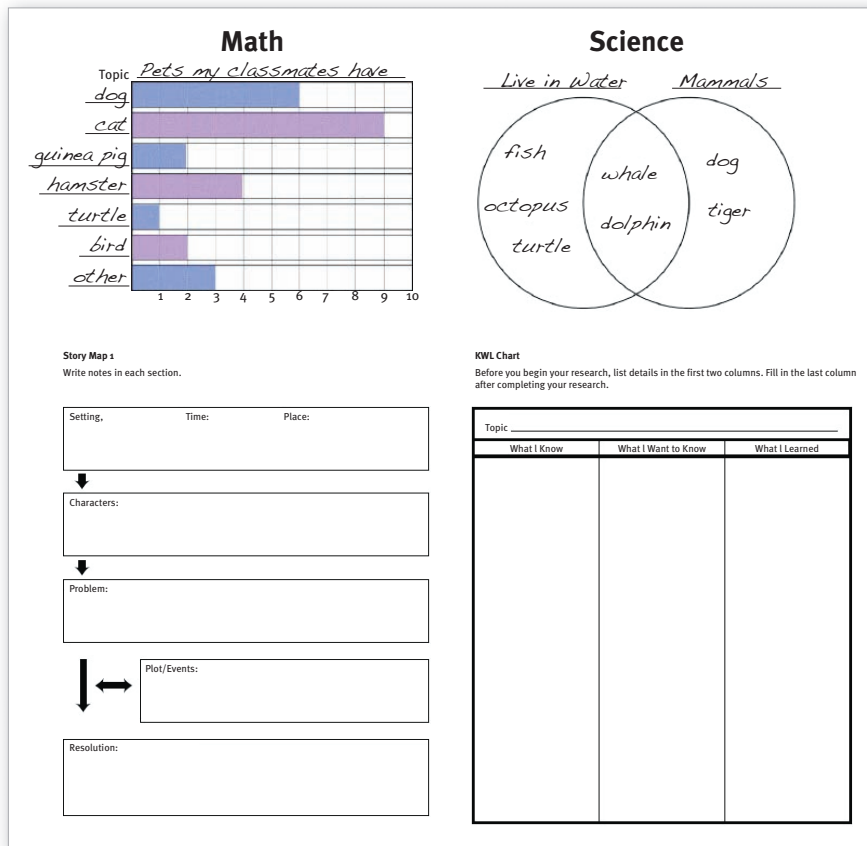 Math
Topic Pets my classmates have
dog
cat
guinea pig
hamster
turtle
bird
other
1 2 3 4 5 6 7 8 9 10
Science
Live in Water Mammals
fish
octopus
turtle
whale
dolphin
dog
tiger
Story Map 1
Write notes in each section.
Setting, Time: Place:
Characters:
Problem:
Plot/Events:
Resolution:
KWL Chart
Before you begin your research, list details in the first two columns. Fill in the last column
after completing your research.
Topic
What I Know What I Want to Know What I Learned